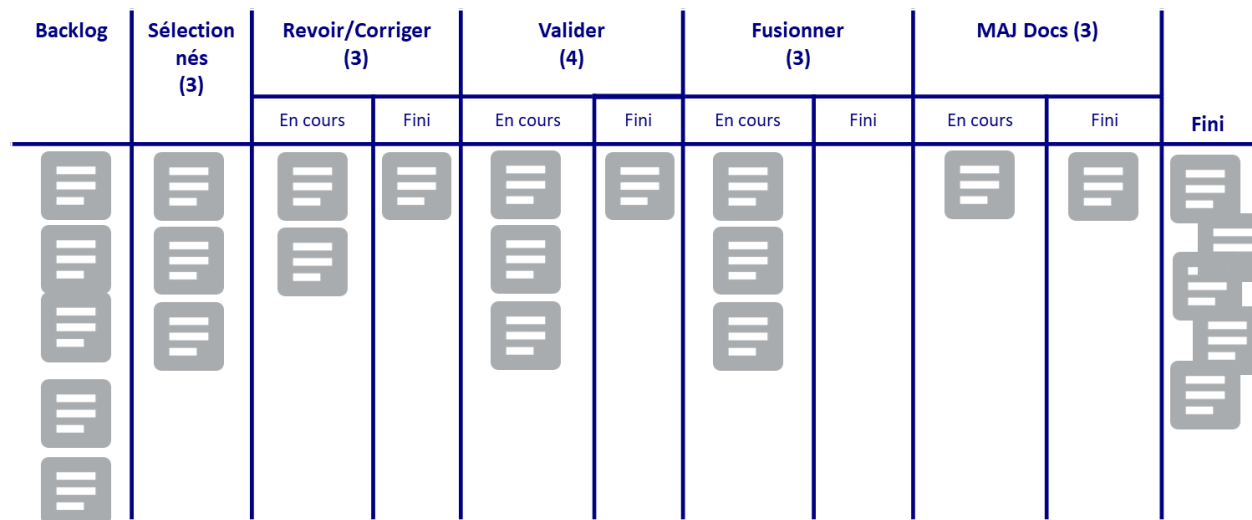 Backlog
Sélection
nés
(3)
Revoir/Corriger
(3)
Valider
(4)
Fusionner
(3)
MAJ Docs (3)
En cours
Fini
En cours
Fini
En cours
Fini
En cours
Fini
Fini